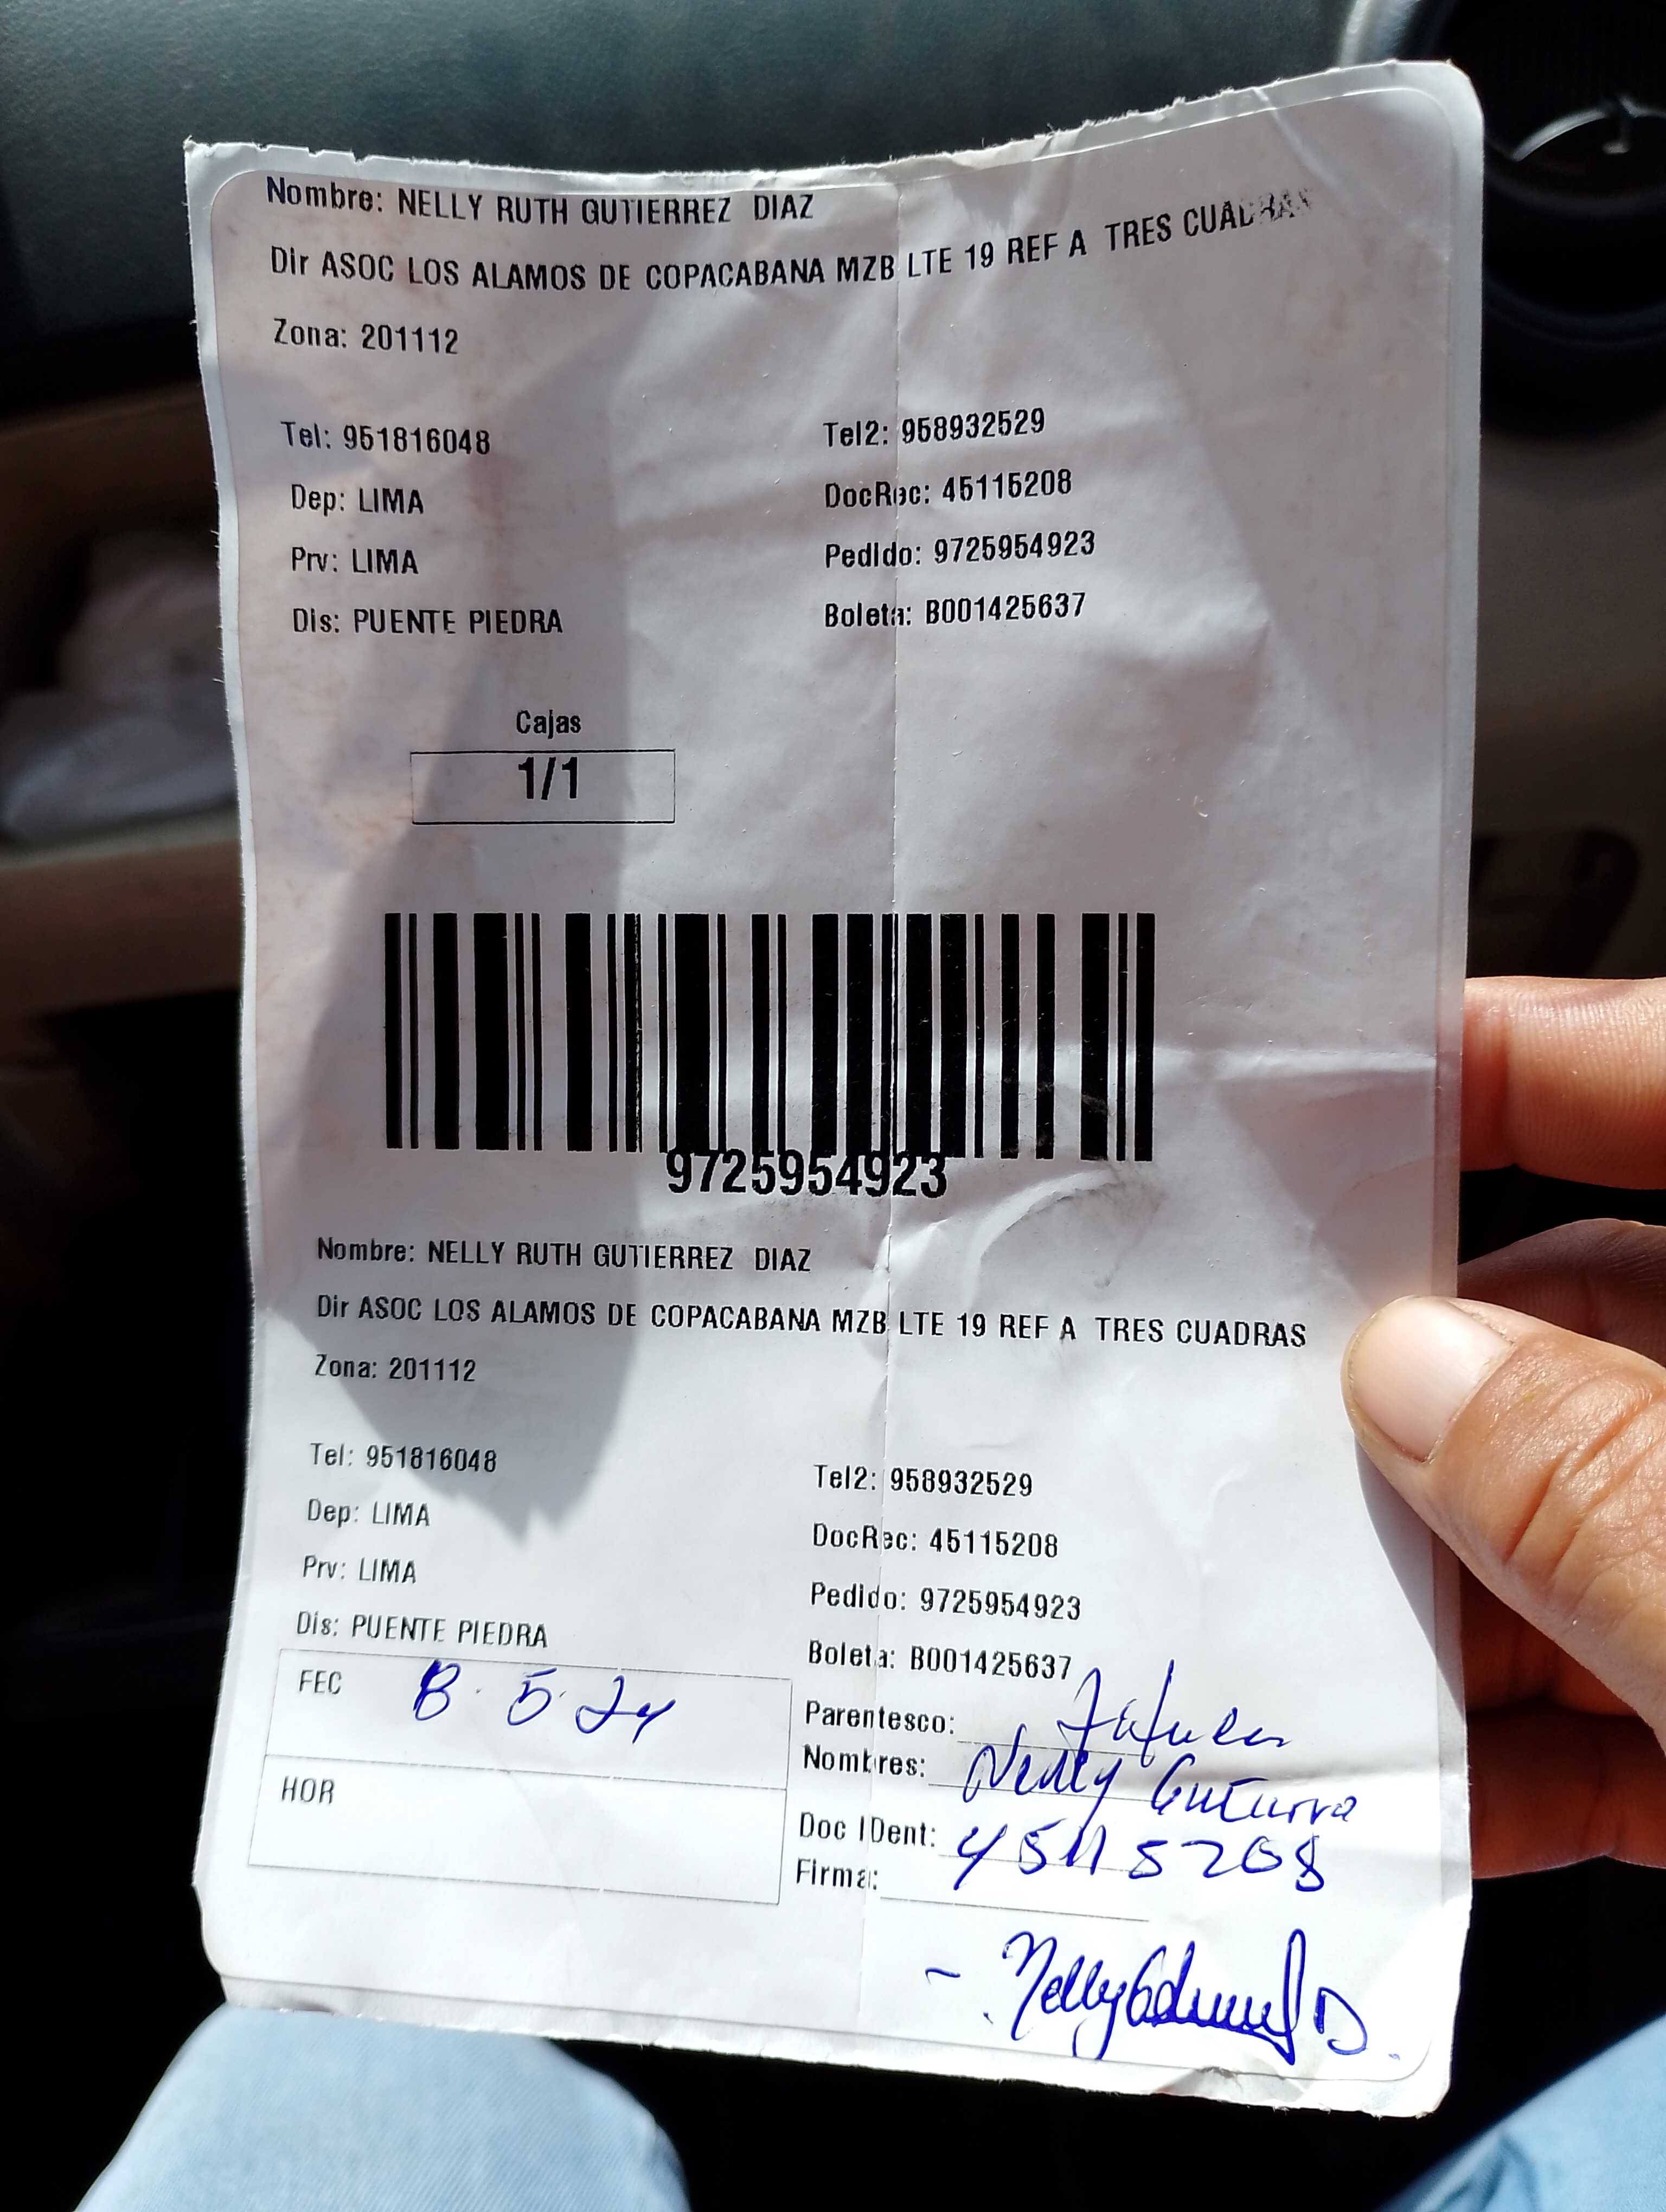 Nombre: NELLY RUTH GUTIERREZ DIAZ
Dir ASOC LOS ALAMOS DE COPACABANA MZB LTE 19 REF A TRES CUADRAS
Zona: 201112
Tel: 951816048 Tel2: 958932529
Dep: LIMA DocRec: 45115208
Prv: LIMA Pedido: 9725954923
Dis: PUENTE PIEDRA Boleta: B001425637
Cajas
1/1
9725954923
Nombre: NELLY RUTH GUTIERREZ DIAZ
Dir ASOC LOS ALAMOS DE COPACABANA MZB LTE 19 REF A TRES CUADRAS
Zona: 201112
Tel: 951816048 Tel2: 958932529
Dep: LIMA DocRec: 45115208
Prv: LIMA Pedido: 9725954923
Dis: PUENTE PIEDRA Boleta: B001425637
FEC 8.5.24 Parentesco:
Nombres: Nelly
HOR Doc IDent: 45115208
Firma:
Nelly